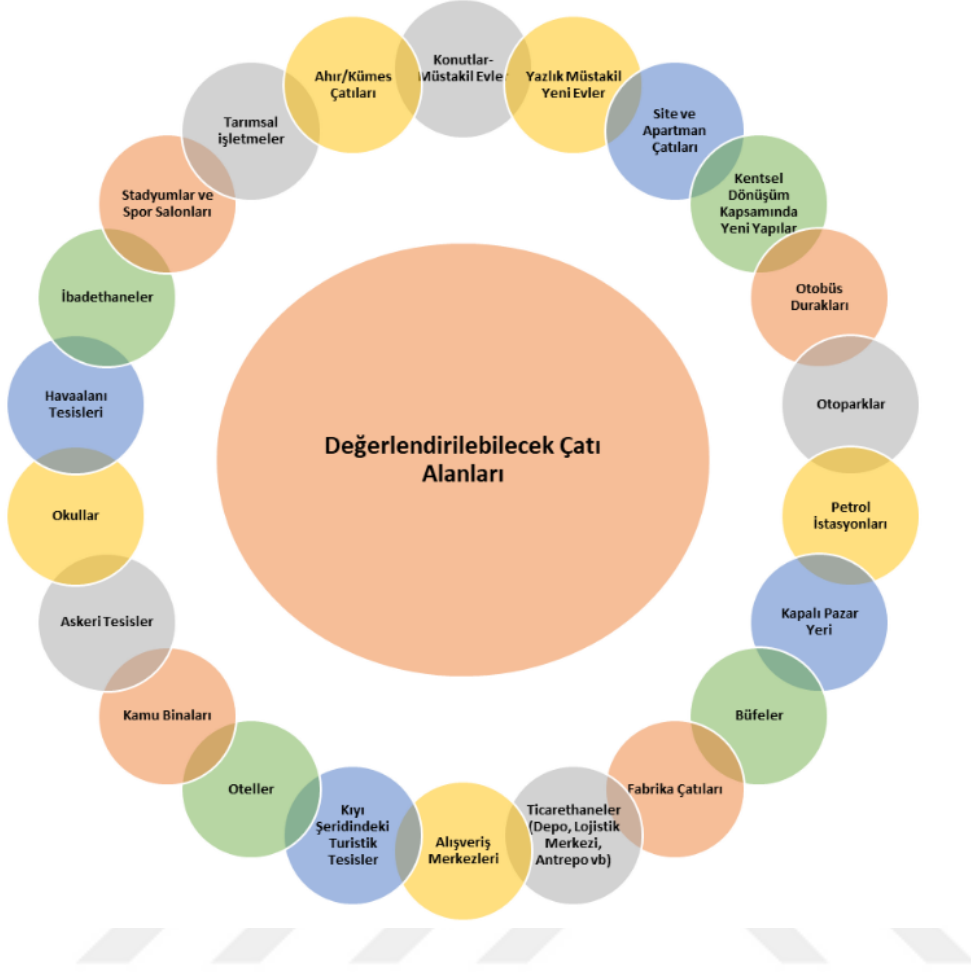 Konutlar-
Müstakil Evler
Yazlık Müstakil
Yeni Evler
Site ve
Apartman
Çatıları
Kentsel
Dönüşüm
Kapsamında
Yeni Yapılar
Otobüs
Durakları
Otoparklar
Petrol
İstasyonları
Kapalı Pazar
Yeri
Büfeler
Fabrika Çatıları
Ticarethaneler
(Depo, Lojistik
Merkezi,
Antrepo vb)
Alışveriş
Merkezleri
Kıyı
Şeridindeki
Turistik
Tesisler
Oteller
Kamu Binaları
Askeri Tesisler
Okullar
Havaalanı
Tesisleri
İbadethaneler
Stadyumlar ve
Spor Salonları
Tarımsal
işletmeler
Ahır/Kümes
Çatıları
Değerlendirilebilecek Çatı
Alanları